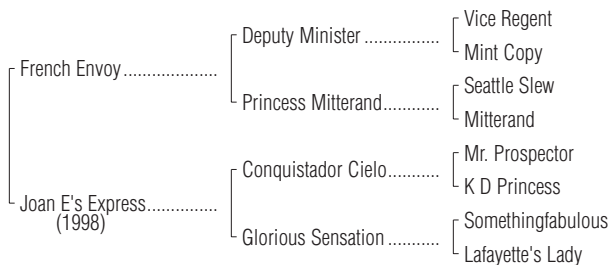 Vice Regent
Deputy Minister ................
Mint Copy
French Envoy ....................
Seattle Slew
Princess Mitterand ............
Mitterand
Mr. Prospector
Conquistador Cielo ...........
K D Princess
Joan E's Express ...............
(1998)
Somethingfabulous
Glorious Sensation ...........
Lafayette's Lady